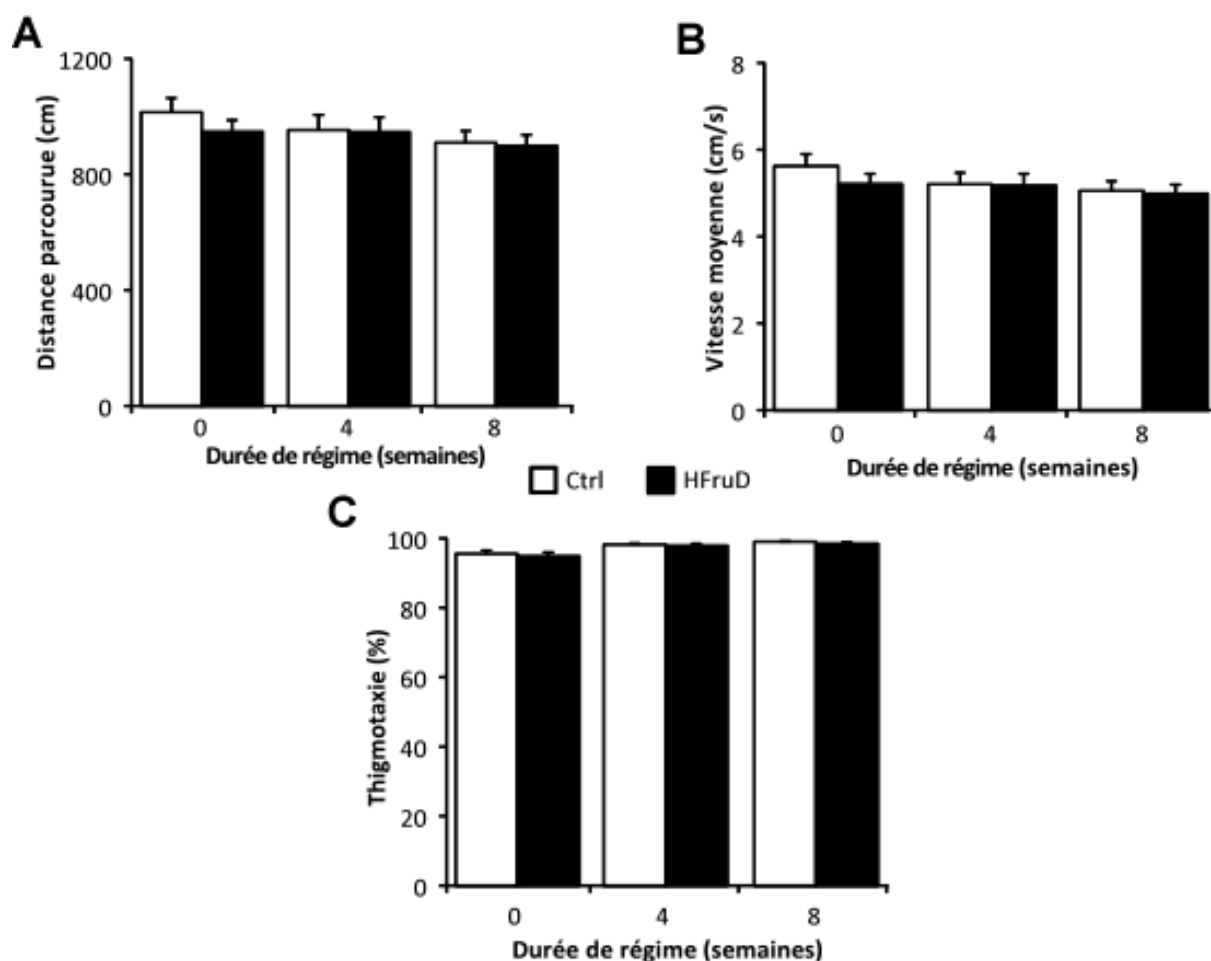 A
1200
800
400
0
Distance parcourue (cm)
0 4 8
Durée de régime (semaines)
B
8
6
4
2
0
Vitesse moyenne (cm/s)
0 4 8
Durée de régime (semaines)
Ctrl HFruD
C
100
80
60
40
20
0
Thigmotaxie (%)
0 4 8
Durée de régime (semaines)